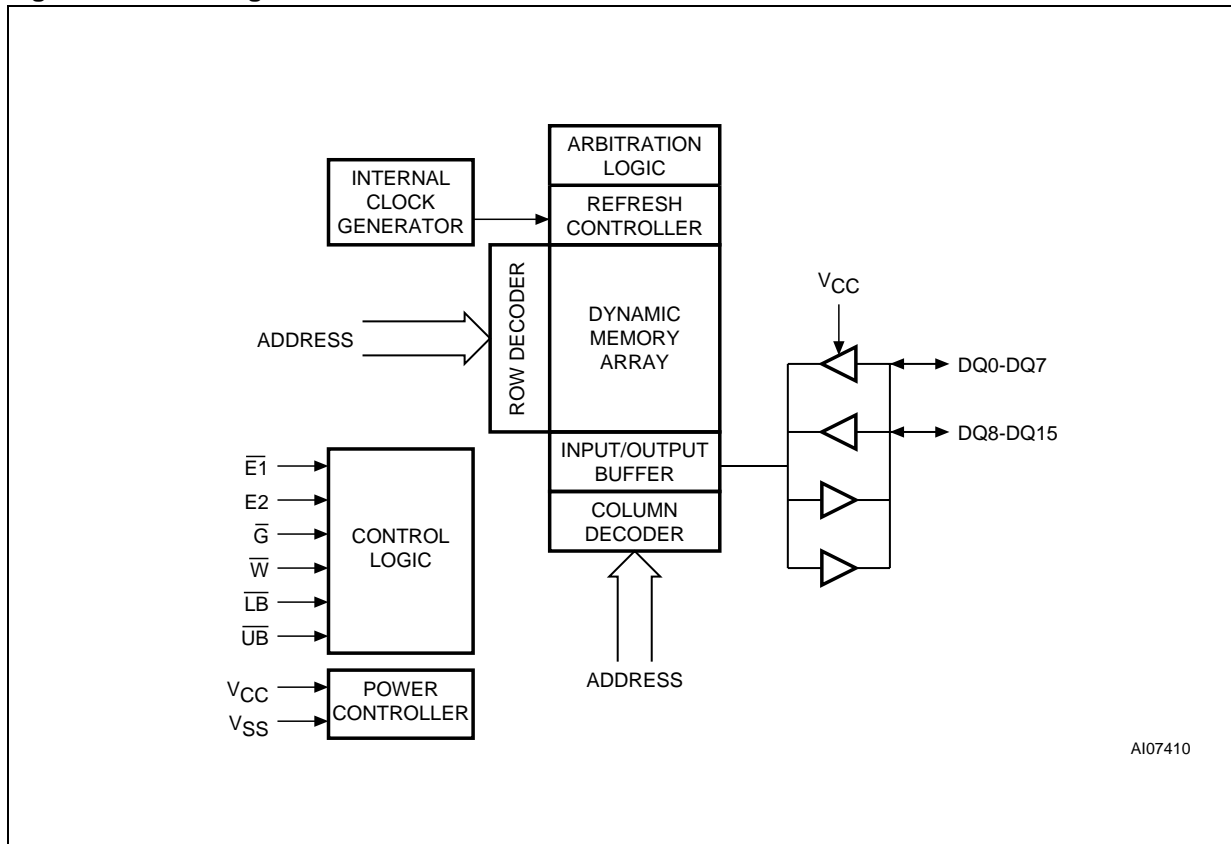 ARBITRATION
LOGIC
INTERNAL
CLOCK
GENERATOR
REFRESH
CONTROLLER
ROW DECODER
DYNAMIC
MEMORY
ARRAY
ADDRESS
VCC
DQ0-DQ7
DQ8-DQ15
INPUT/OUTPUT
BUFFER
COLUMN
DECODER
E1
E2
G
W
LB
UB
CONTROL
LOGIC
ADDRESS
VCC
VSS
POWER
CONTROLLER
AI07410